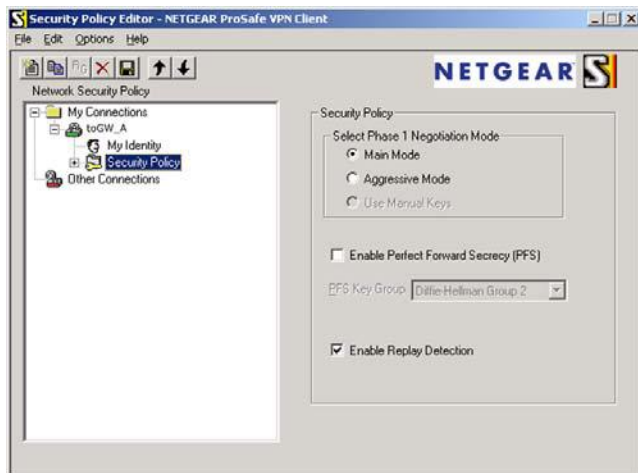 Security Policy Editor - NETGEAR ProSafe VPN Client
File Edit Options Help
NETGEAR
Network Security Policy
My Connections
toGW_A
My Identity
Security Policy
Other Connections
Security Policy
Select Phase 1 Negotiation Mode
Main Mode
Aggressive Mode
Use Manual Keys
Enable Perfect Forward Secrecy (PFS)
PFS Key Group Diffie-Hellman Group 2
Enable Replay Detection